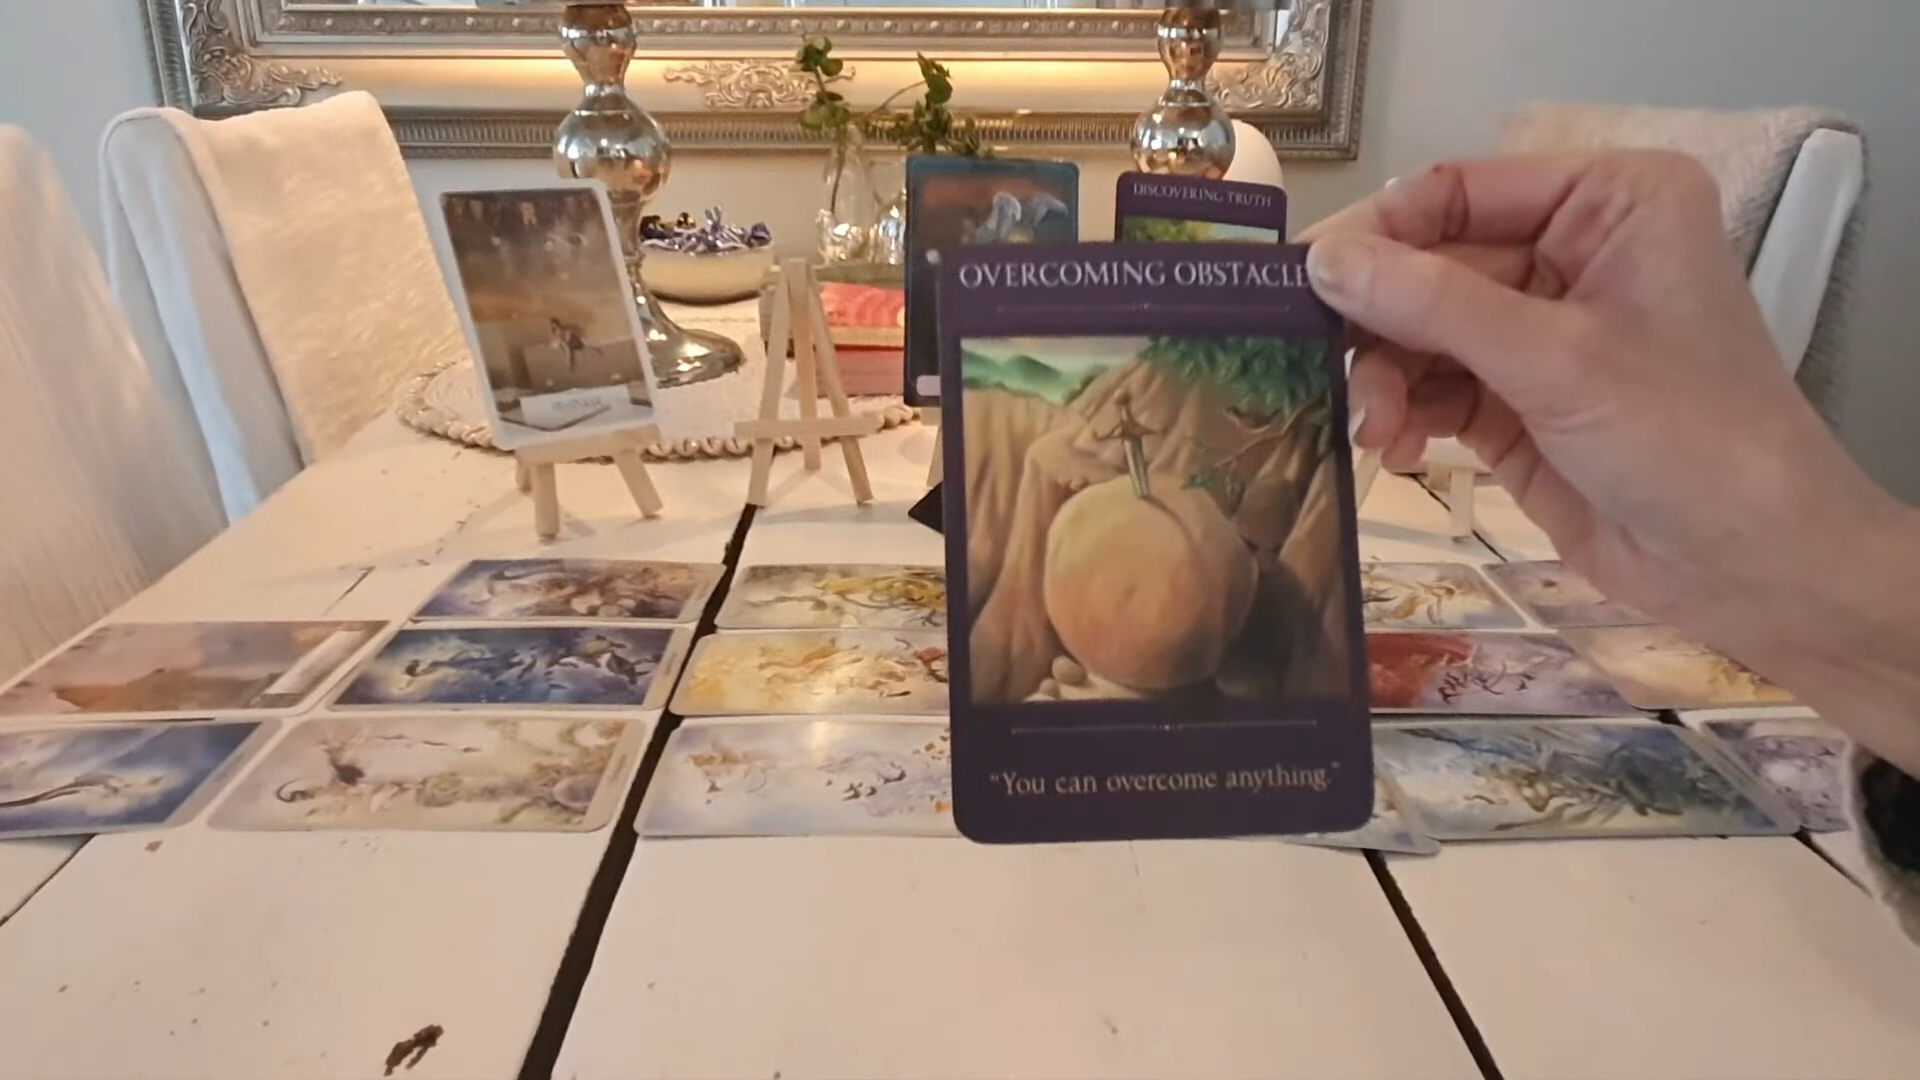 DISCOVERING TRUTH
OVERCOMING OBSTACLE
"You can overcome anything."